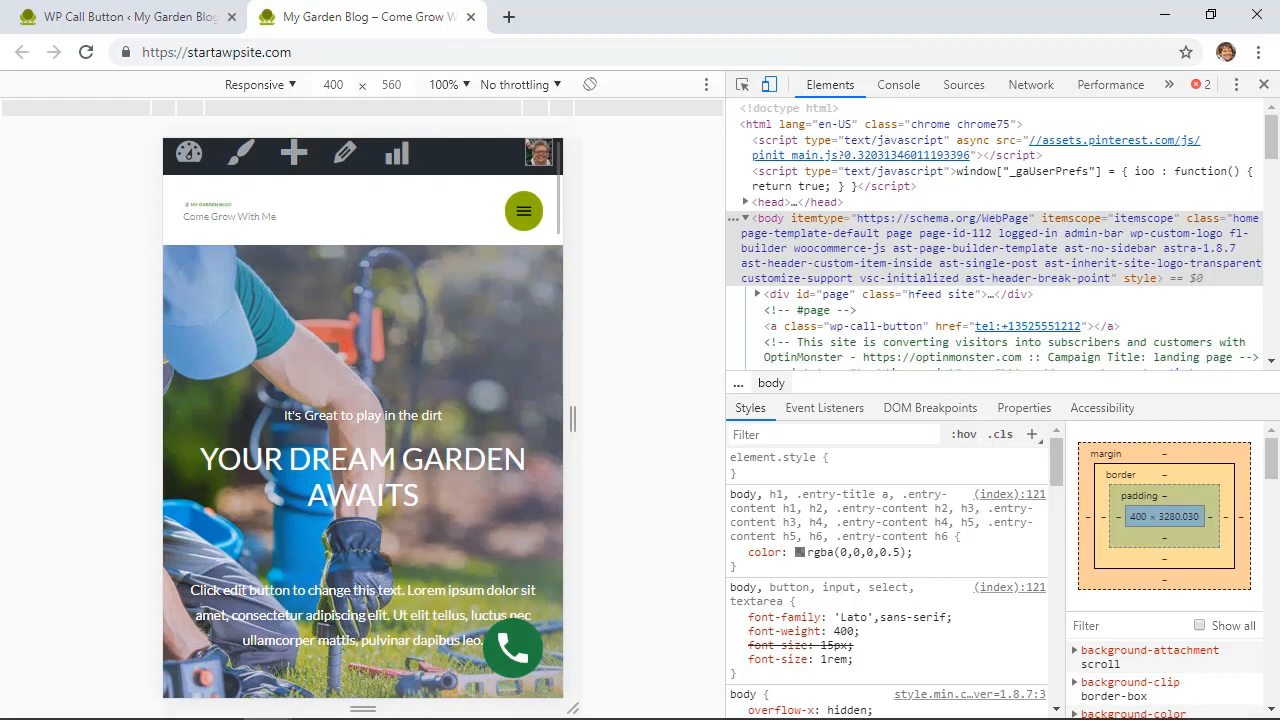 WP Call Button ‹ My Garden Blog
My Garden Blog – Come Grow W
https://startawpsite.com
Responsive ▼ 400 × 560 100% ▼ No throttling ▼
Elements Console Sources Network Performance » 2
<!doctype html>
<html lang="en-US" class="chrome chrome75">
<script type="text/javascript" async src="//assets.pinterest.com/js/
pinit_main.js?0.32031346011193396"></script>
<script type="text/javascript">window["_gaUserPrefs"] = { ioo : function() {
return true; } }</script>
<head>…</head>
<body itemtype="https://schema.org/WebPage" itemscope="itemscope" class="home
page-template-default page page-id-112 logged-in admin-bar wp-custom-logo fl-
builder woocommerce-js ast-page-builder-template ast-no-sidebar astra-1.8.7
ast-header-custom-item-inside ast-single-post ast-inherit-site-logo-transparent
customize-support vsc-initialized ast-header-break-point" style> == $0
<div id="page" class="hfeed site">…</div>
<!-- #page -->
<a class="wp-call-button" href="tel:+13525551212"></a>
<!-- This site is converting visitors into subscribers and customers with
OptinMonster - https://optinmonster.com :: Campaign Title: landing page -->
... body
Styles Event Listeners DOM Breakpoints Properties Accessibility
Filter :hov .cls +
element.style {
}
body, h1, .entry-title a, .entry- (index):121
content h1, .entry-content h2, .entry-
content h3, .entry-content h4, .entry-
content h5, .entry-content h6 {
color: rgba(0,0,0,0.5);
}
body, button, input, select, (index):121
textarea {
font-family: 'Lato',sans-serif;
font-weight: 400;
font-size: 15px;
font-size: 1rem;
}
body { style.min.c…ver=1.8.7:3
overflow-x: hidden;
margin –
border –
padding –
400 × 3280.030
Filter Show all
background-attachment
scroll
background-clip
border-box
background-color
MY GARDEN BLOG
Come Grow With Me
It's Great to play in the dirt
YOUR DREAM GARDEN
AWAITS
Click edit button to change this text. Lorem ipsum dolor sit
amet, consectetur adipiscing elit. Ut elit tellus, luctus nec
ullamcorper mattis, pulvinar dapibus leo.